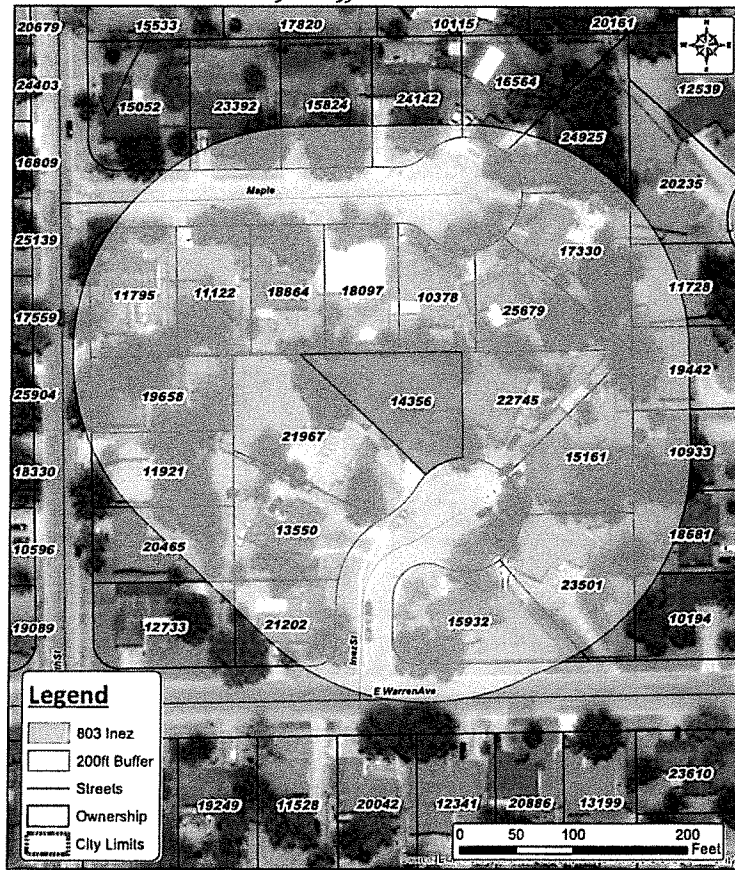 20679 15533 17820 10115 20161
24403 15052 23392 15824 24142 16564 12539
N
W E
S
16809 24925 20235
Maple
25139 17330
11795 11122 18864 18097 10378 11728
17559 25679
25904 19658 14356 22745 19442
21967
18330 11921 15161 10933
10596 20465 13550 18681
23501
19089 12733 21202 15932 10194
Inez St
E Warren Ave
Legend
803 Inez
200ft Buffer
Streets
Ownership
City Limits
19249 11528 20042 12341 20886 13199 23610
0 50 100 200
Feet